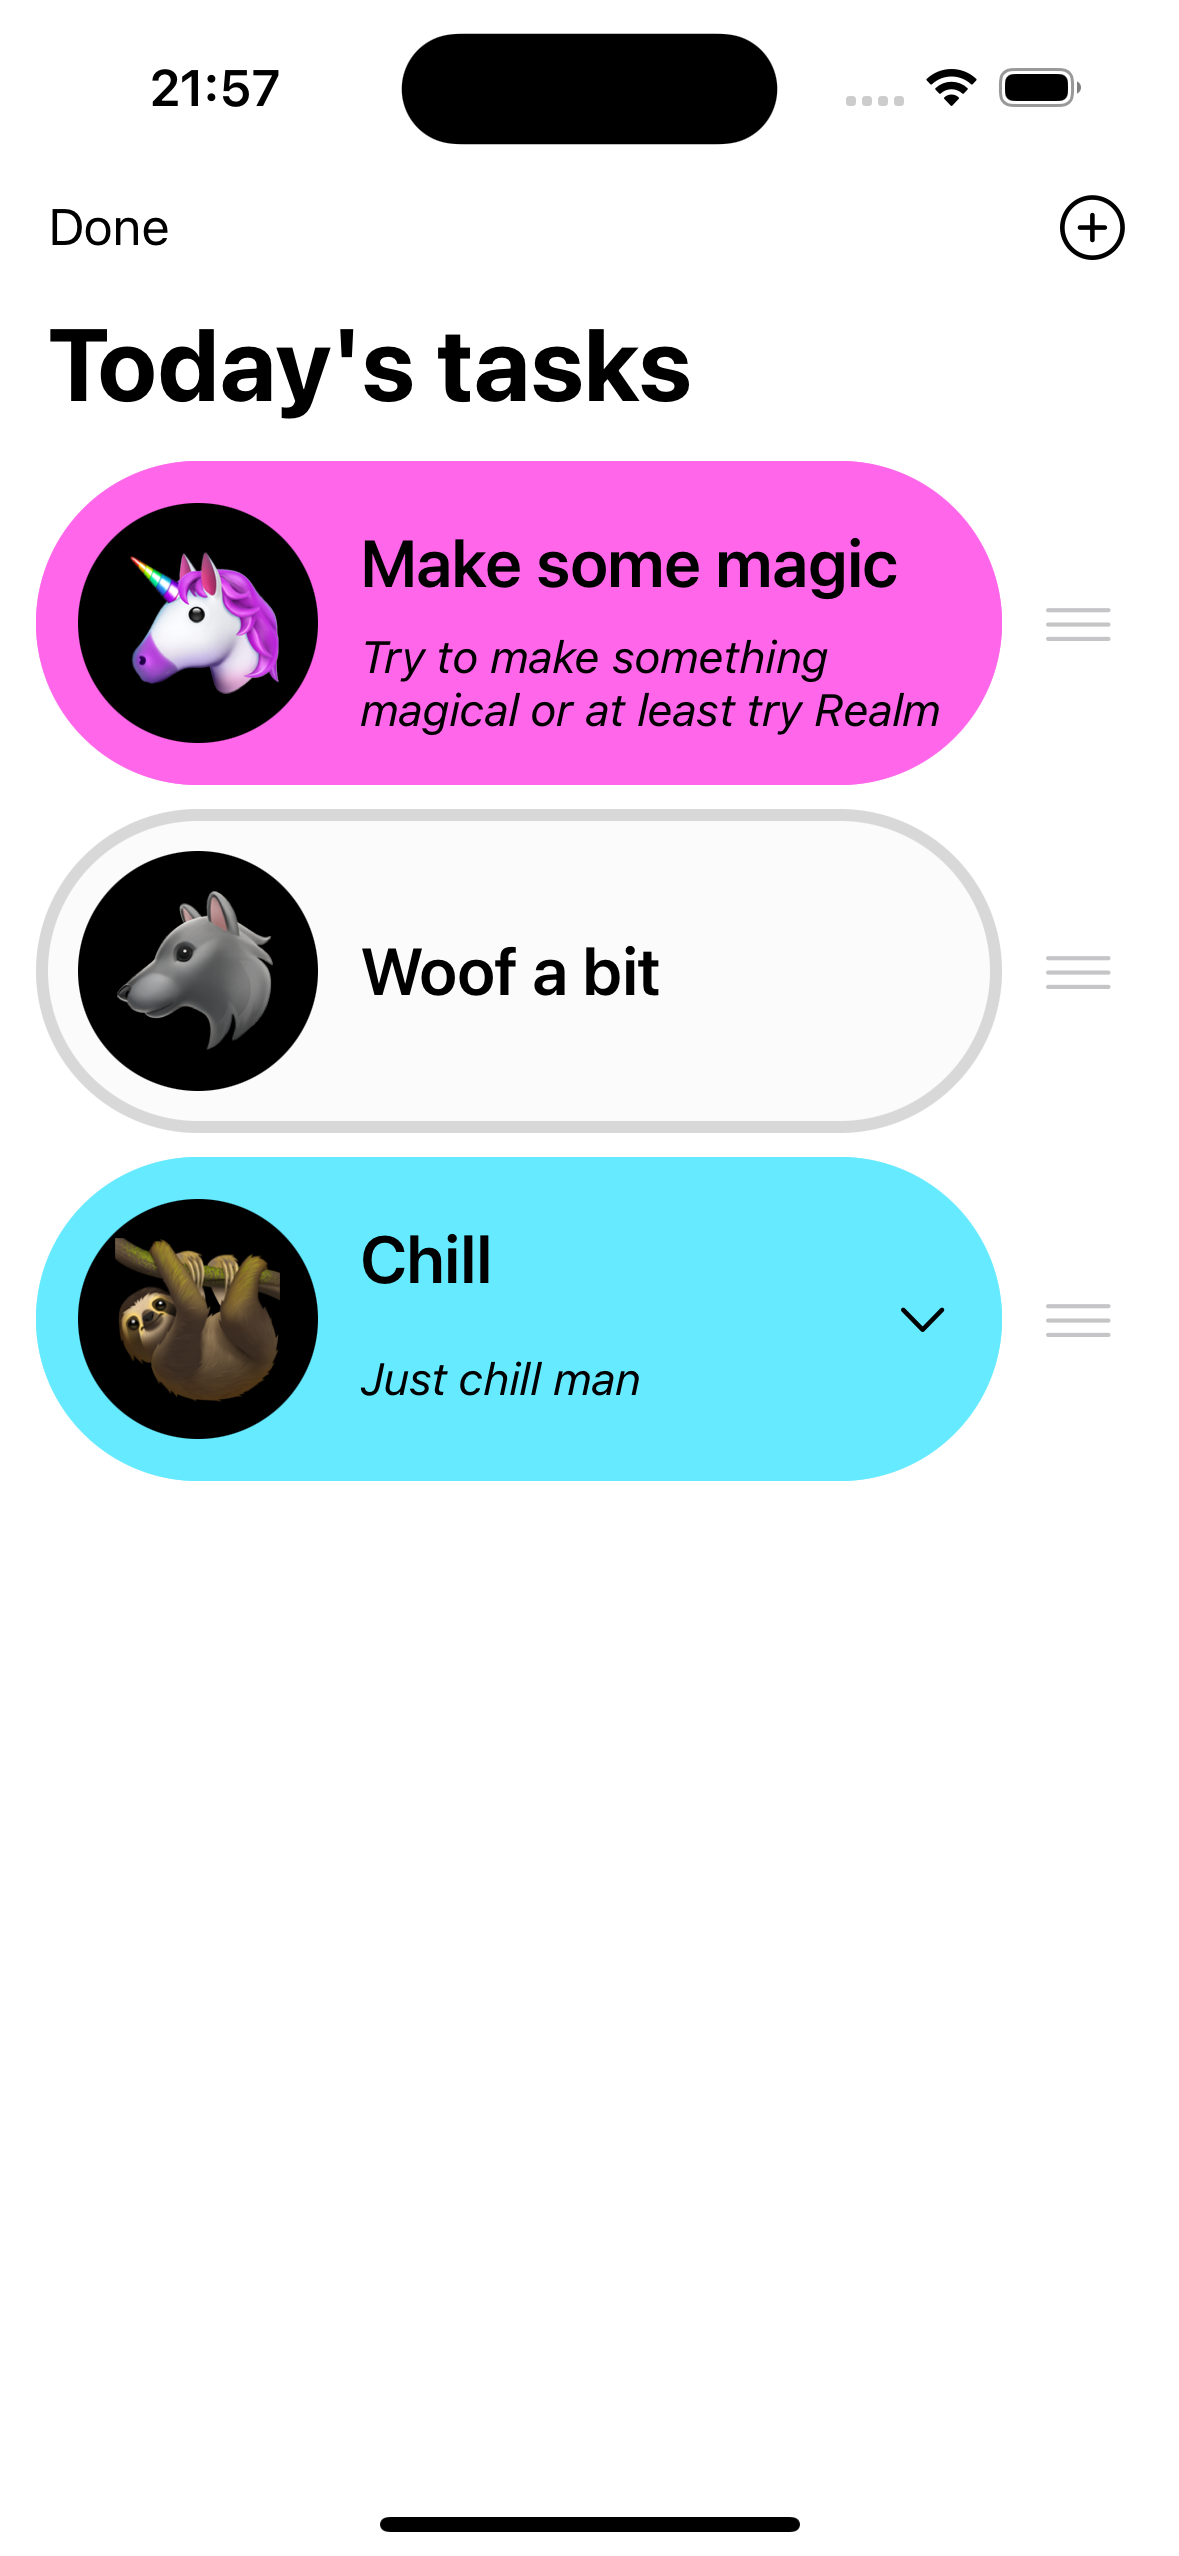 21:57
Done
Today's tasks
Make some magic
Try to make something
magical or at least try Realm
Woof a bit
Chill
Just chill man